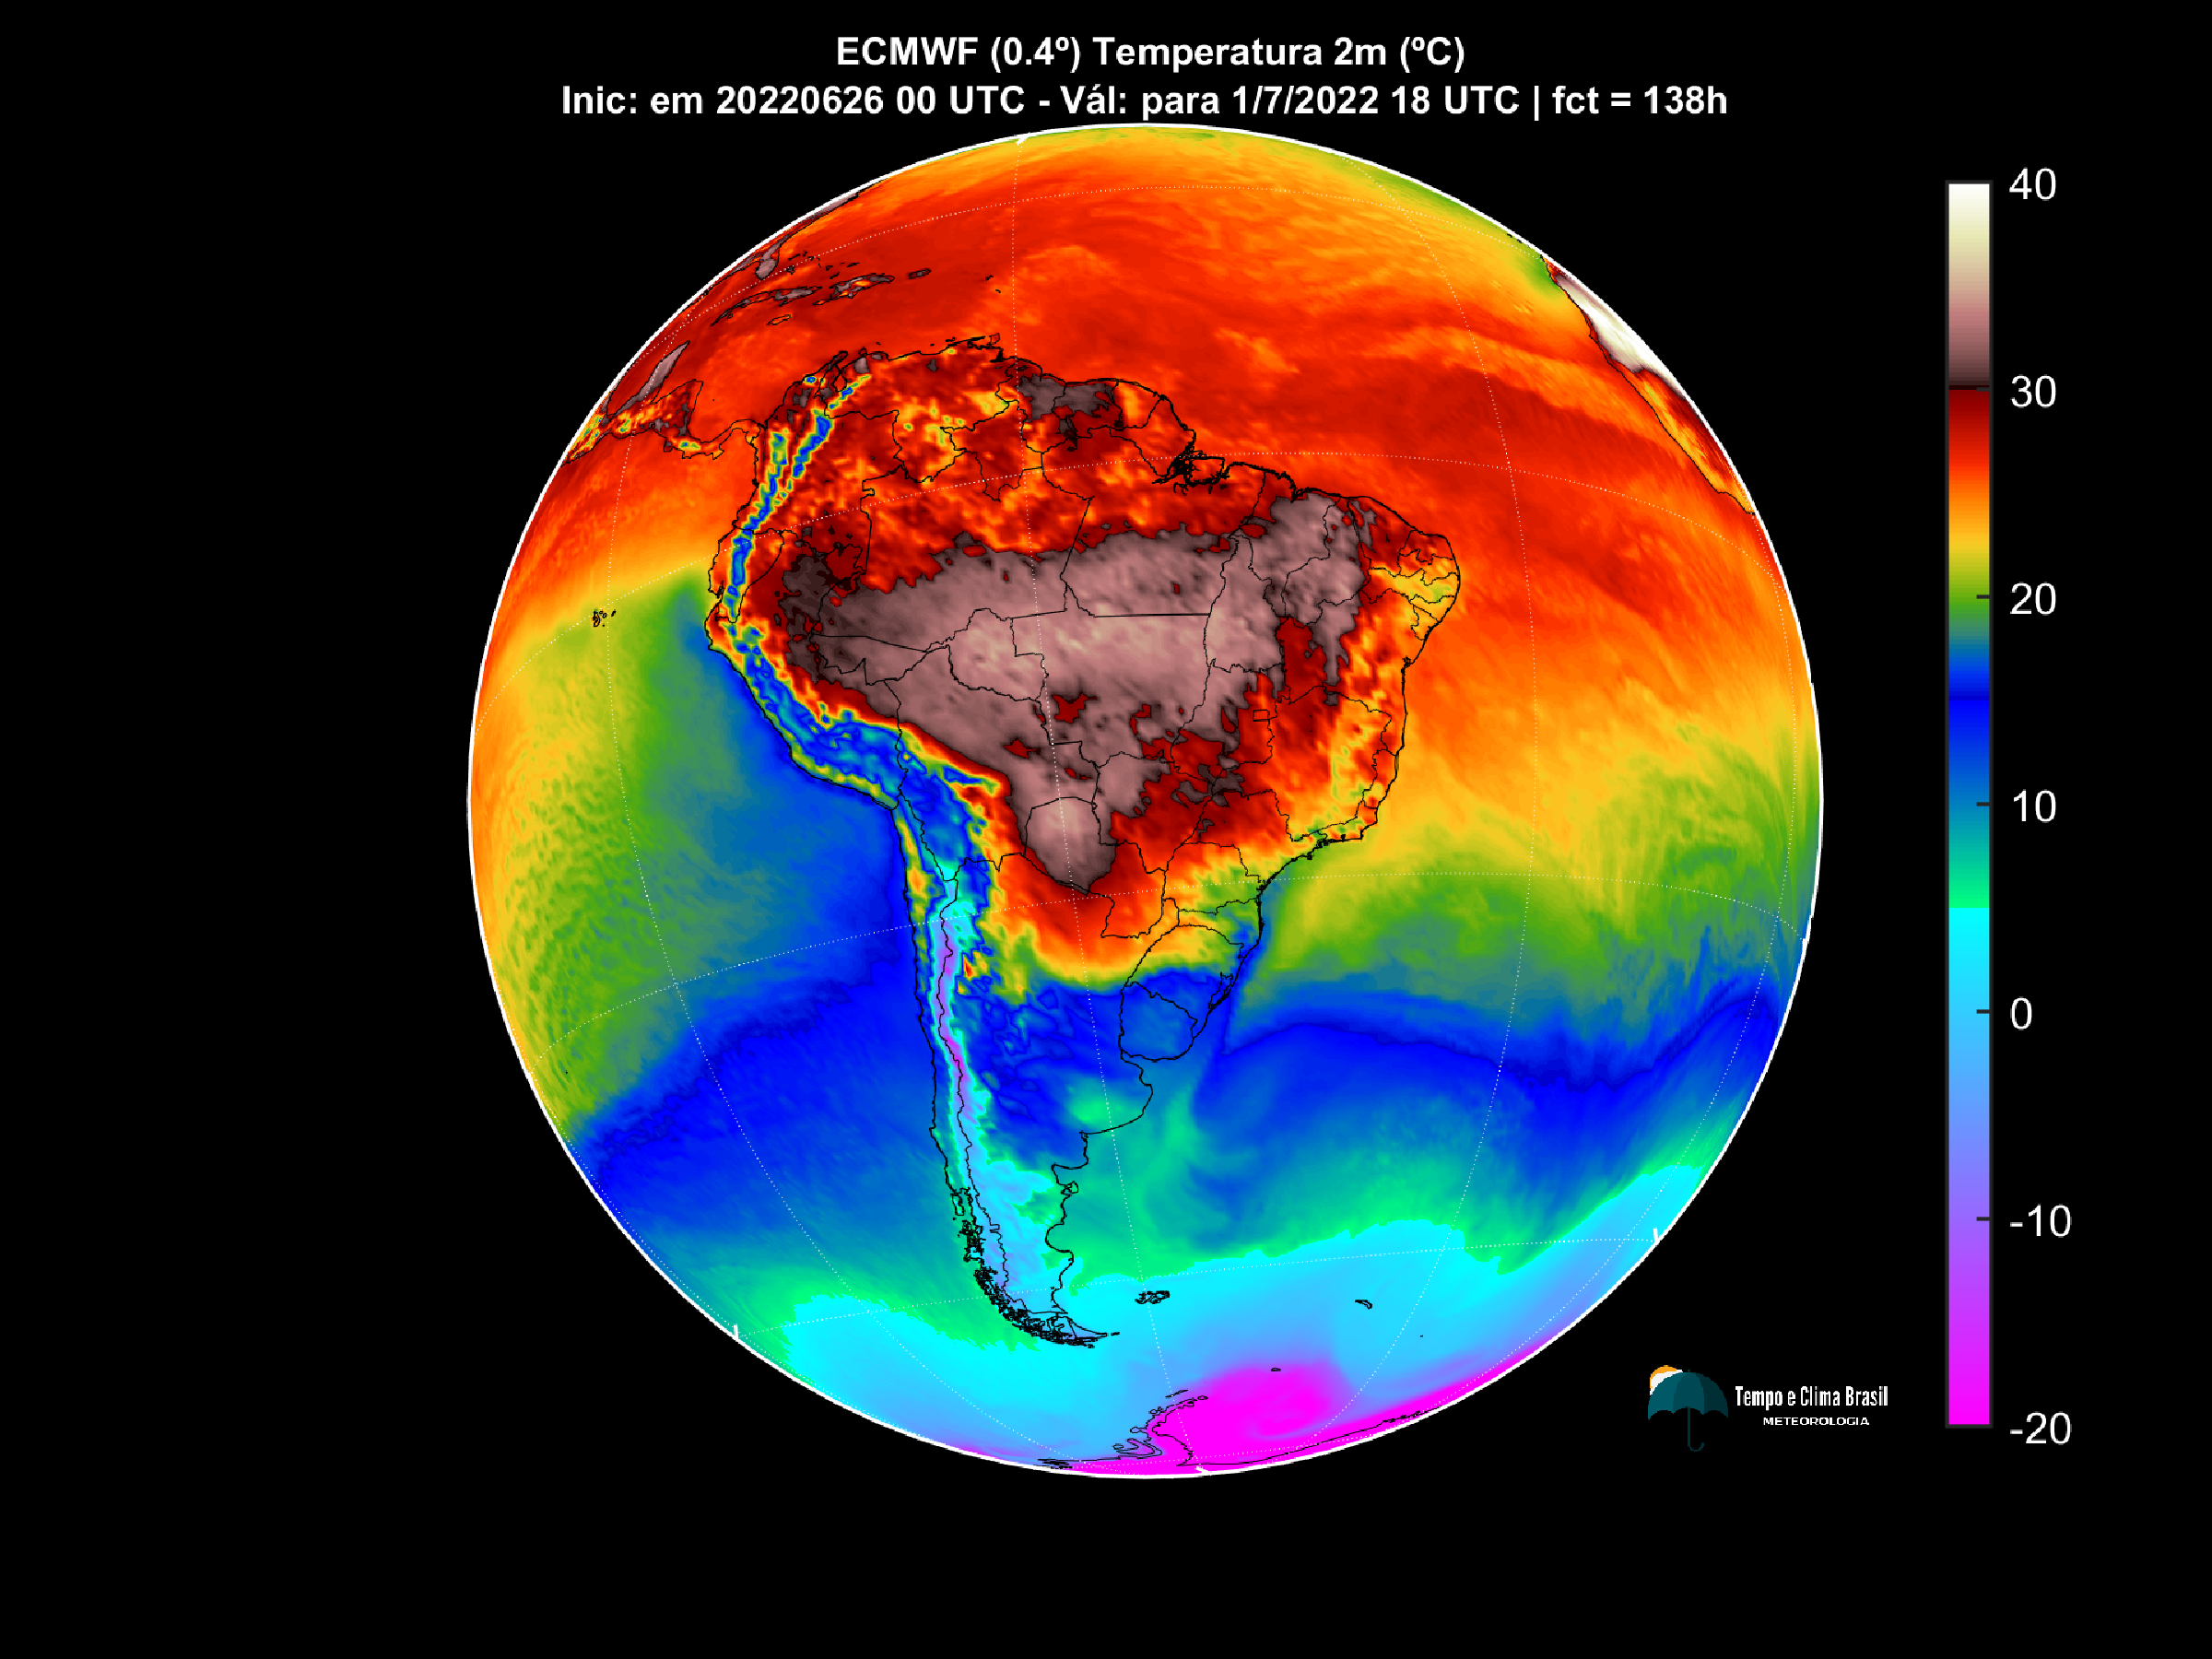 ECMWF (0.4º) Temperatura 2m (ºC)
Inic: em 20220626 00 UTC - Vál: para 1/7/2022 18 UTC | fct = 138h
40
30
20
10
0
-10
-20
Tempo e Clima Brasil
METEOROLOGIA